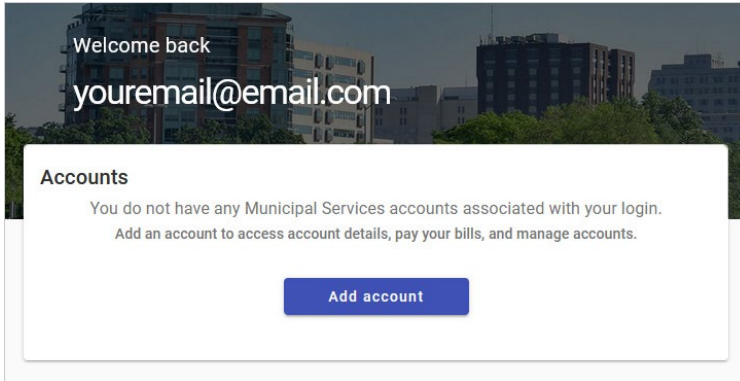 Welcome back
youremail@email.com
Accounts
You do not have any Municipal Services accounts associated with your login.
Add an account to access account details, pay your bills, and manage accounts.
Add account